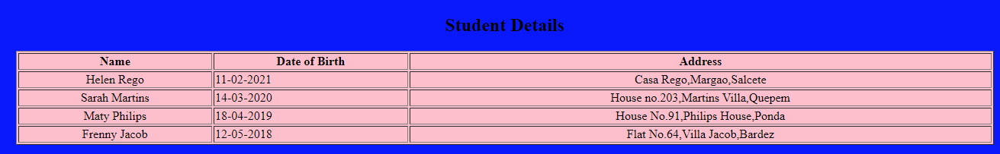 Student Details
Name Date of Birth Address
Helen Rego 11-02-2021 Casa Rego,Margao,Salcete
Sarah Martins 14-03-2020 House no.203,Martins Villa,Quepem
Maty Philips 18-04-2019 House No.91,Philips House,Ponda
Frenny Jacob 12-05-2018 Flat No.64,Villa Jacob,Bardez